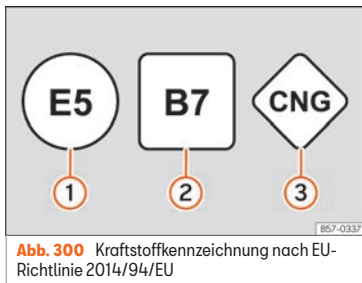 E5 B7 CNG
1 2 3
B57-0337
Abb. 300 Kraftstoffkennzeichnung nach EU-
Richtlinie 2014/94/EU